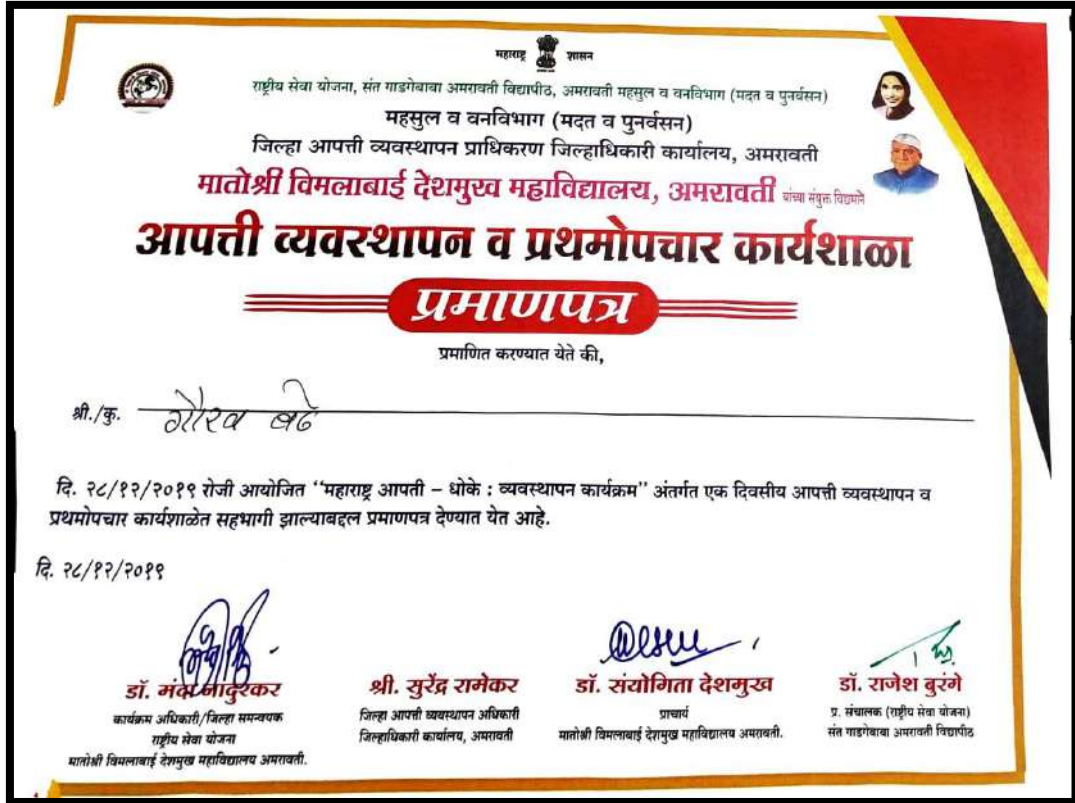 महाराष्ट्र शासन
राष्ट्रीय सेवा योजना, संत गाडगेबाबा अमरावती विद्यापीठ, अमरावती महसुल व वनविभाग (मदत व पुनर्वसन)
महसुल व वनविभाग (मदत व पुनर्वसन)
जिल्हा आपत्ती व्यवस्थापन प्राधिकरण जिल्हाधिकारी कार्यालय, अमरावती
मातोश्री विमलाबाई देशमुख महाविद्यालय, अमरावती यांच्या संयुक्त विद्यमाने
आपत्ती व्यवस्थापन व प्रथमोपचार कार्यशाळा
प्रमाणपत्र
प्रमाणित करण्यात येते की,
श्री./कु. गौरव बढे
दि. २८/१२/२०१९ रोजी आयोजित “महाराष्ट्र आपती – धोके : व्यवस्थापन कार्यक्रम” अंतर्गत एक दिवसीय आपत्ती व्यवस्थापन व
प्रथमोपचार कार्यशाळेत सहभागी झाल्याबद्दल प्रमाणपत्र देण्यात येत आहे.
दि. २८/१२/२०१९
डॉ. मंदा नांदुरकर
कार्यक्रम अधिकारी/जिल्हा समन्वयक
राष्ट्रीय सेवा योजना
मातोश्री विमलाबाई देशमुख महाविद्यालय अमरावती.
श्री. सुरेंद्र रामेकर
जिल्हा आपत्ती व्यवस्थापन अधिकारी
जिल्हाधिकारी कार्यालय, अमरावती
डॉ. संयोगिता देशमुख
प्राचार्य
मातोश्री विमलाबाई देशमुख महाविद्यालय अमरावती.
डॉ. राजेश बुरंगे
प्र. संचालक (राष्ट्रीय सेवा योजना)
संत गाडगेबाबा अमरावती विद्यापीठ